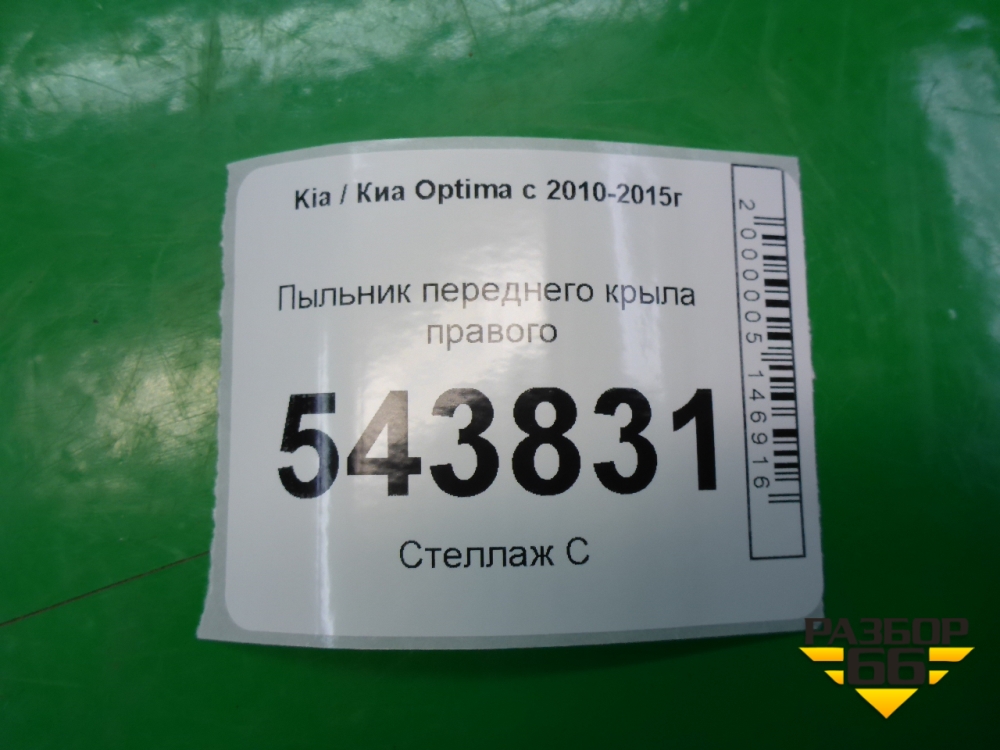 Kia / Киа Optima с 2010-2015г
Пыльник переднего крыла
правого
543831
Стеллаж С
2000005146916
РАЗБОР
66